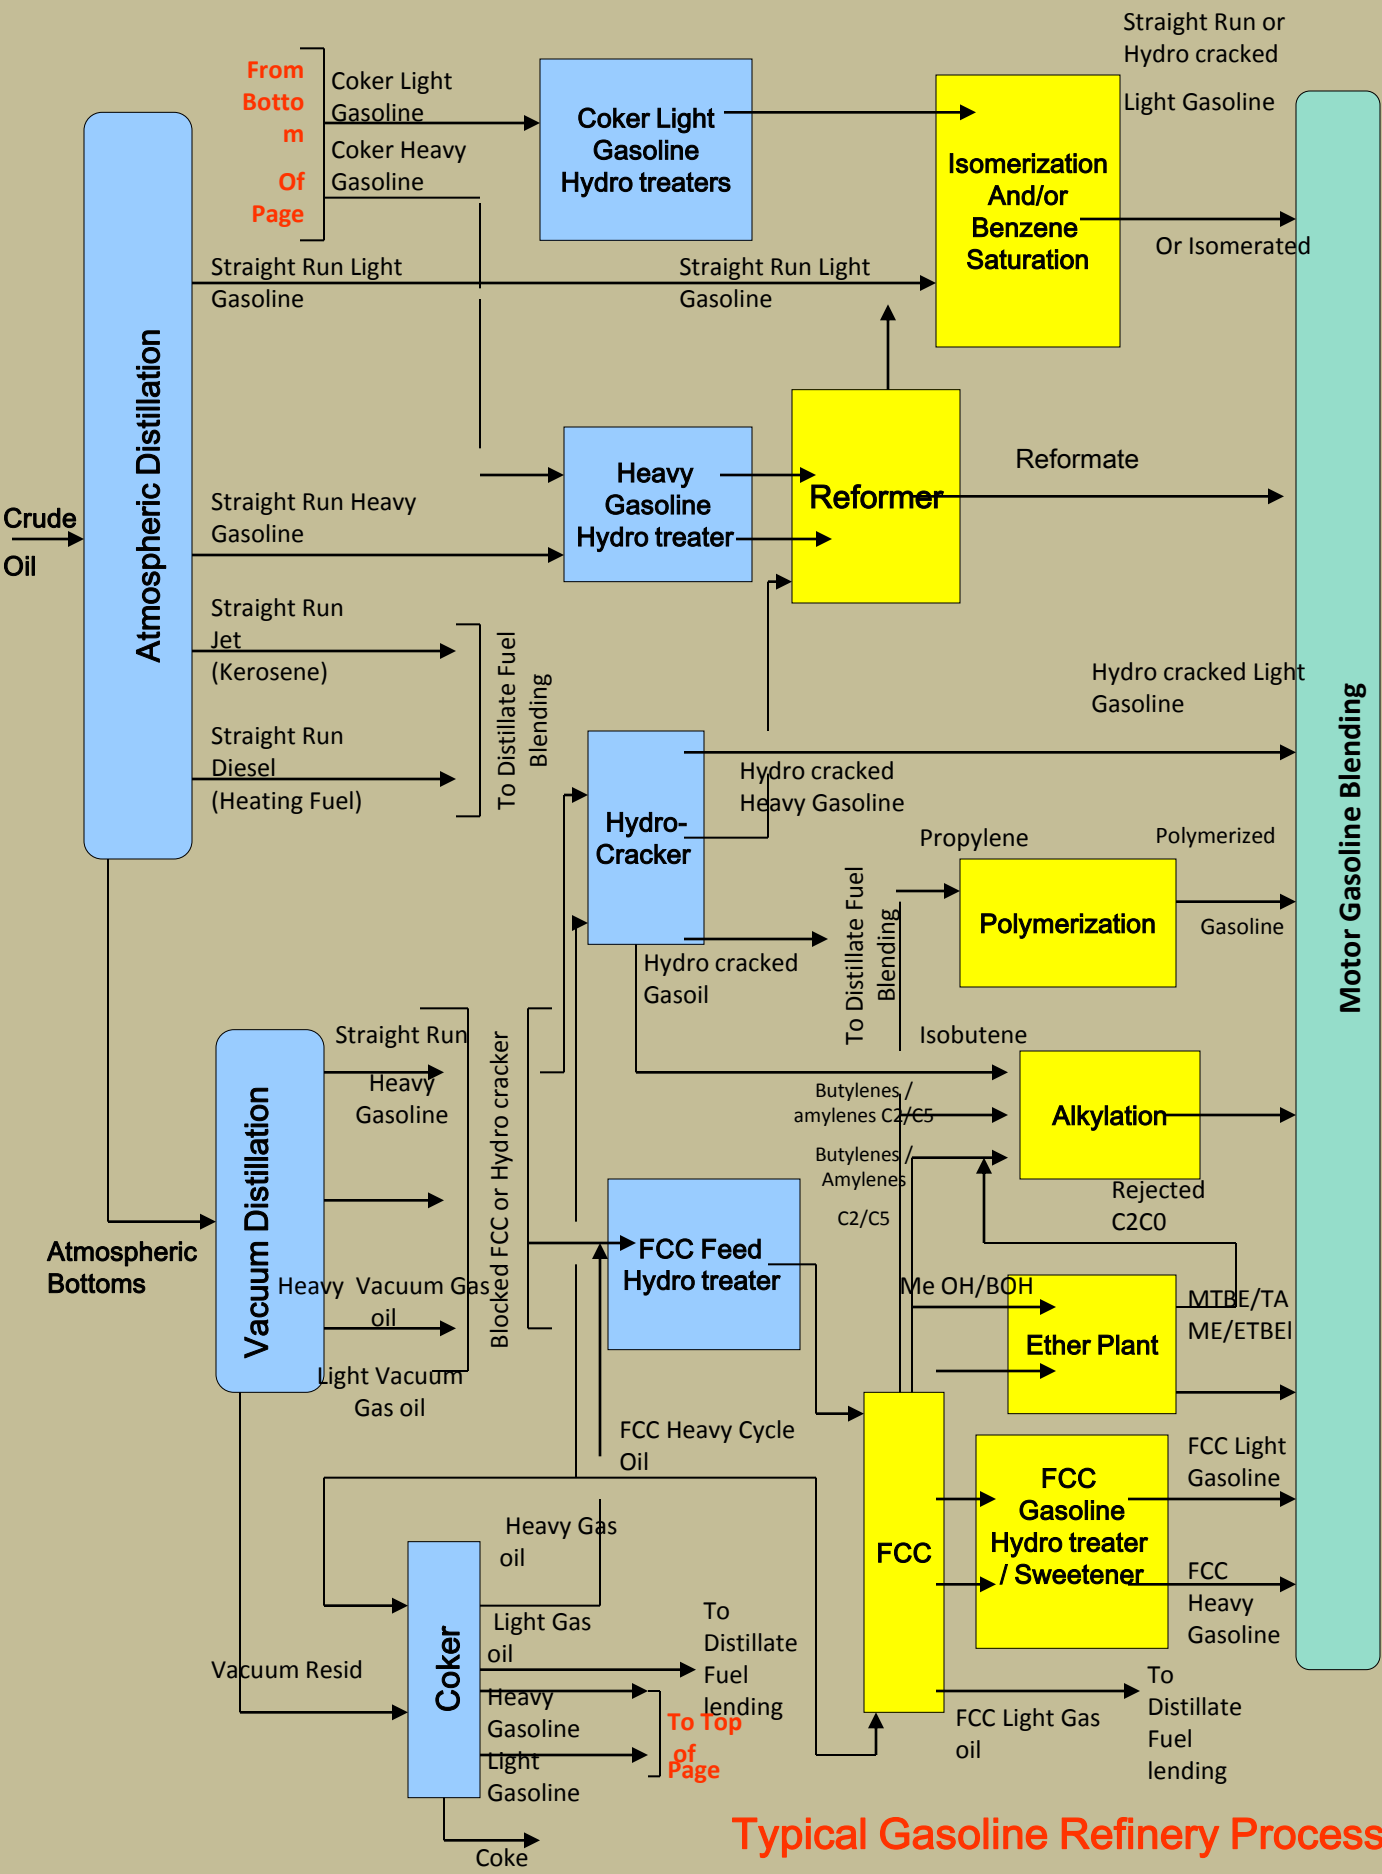 Straight Run or
Hydro cracked
Light Gasoline
From
Botto
m
Of
Page
Coker Light
Gasoline
Coker Heavy
Gasoline
Coker Light
Gasoline
Hydro treaters
Isomerization
And/or
Benzene
Saturation
Or Isomerated
Straight Run Light
Gasoline
Straight Run Light
Gasoline
Atmospheric Distillation
Crude
Oil
Straight Run Heavy
Gasoline
Heavy
Gasoline
Hydro treater
Reformer
Reformate
Straight Run
Jet
(Kerosene)
Straight Run
Diesel
(Heating Fuel)
To Distillate Fuel
Blending
Hydro cracked Light
Gasoline
Motor Gasoline Blending
Hydro cracked
Heavy Gasoline
Hydro-
Cracker
Propylene
Polymerized
Polymerization
Gasoline
Hydro cracked
Gasoil
To Distillate Fuel
Blending
Isobutene
Straight Run
Heavy
Gasoline
Vacuum Distillation
Blocked FCC or Hydro cracker
Butylenes /
amylenes C2/C5
Alkylation
Butylenes /
Amylenes
C2/C5
Rejected
C2C0
Atmospheric
Bottoms
FCC Feed
Hydro treater
Heavy Vacuum Gas
oil
Me OH/BOH
MTBE/TA
ME/ETBEl
Ether Plant
Light Vacuum
Gas oil
FCC Heavy Cycle
Oil
FCC Light
Gasoline
FCC
Gasoline
Hydro treater
/ Sweetener
Heavy Gas
oil
FCC
FCC
Heavy
Gasoline
Coker
Light Gas
oil
To
Distillate
Fuel
lending
Vacuum Resid
Heavy
Gasoline
Light
Gasoline
To Top
of
Page
FCC Light Gas
oil
To
Distillate
Fuel
lending
Coke
Typical Gasoline Refinery Process